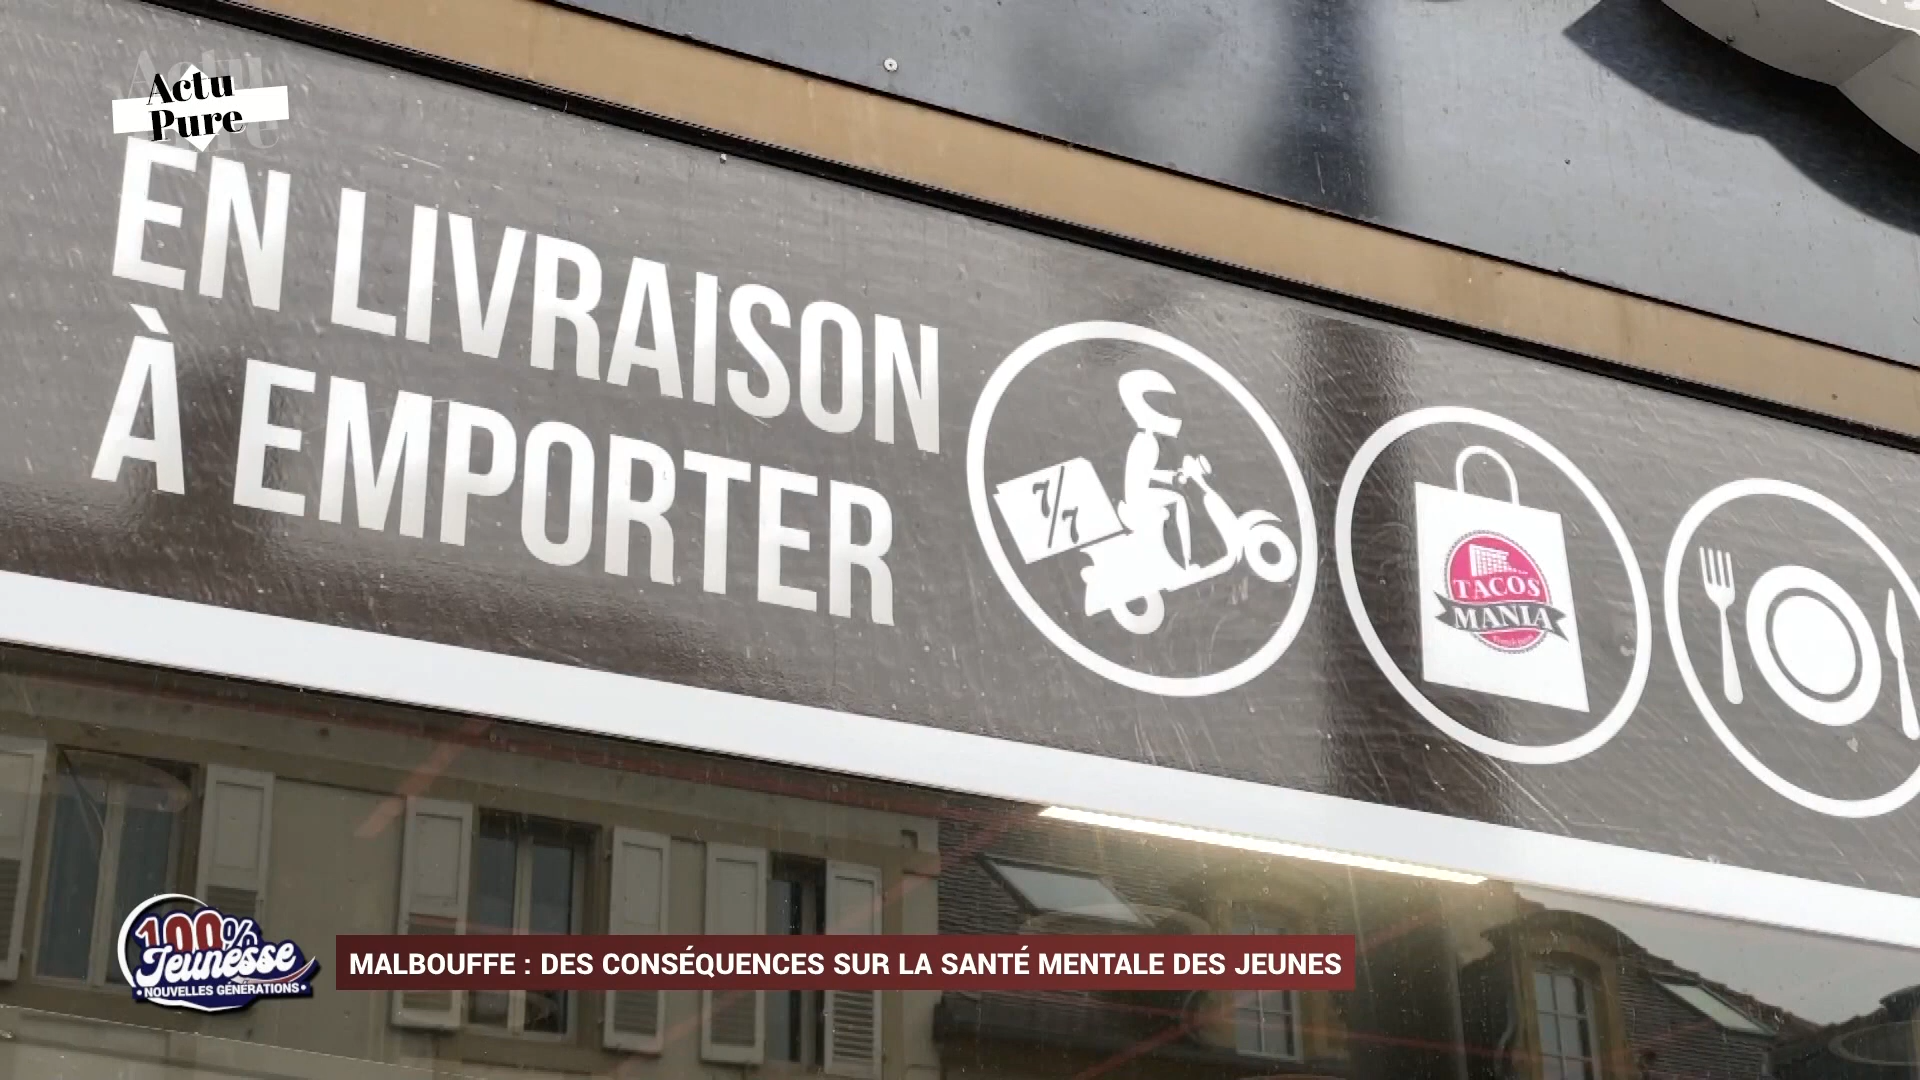 Actu
Pure
EN LIVRAISON
À EMPORTER
7/7
TACOS
MANIA
100%
Jeunesse
• NOUVELLES GÉNÉRATIONS •
MALBOUFFE : DES CONSÉQUENCES SUR LA SANTÉ MENTALE DES JEUNES